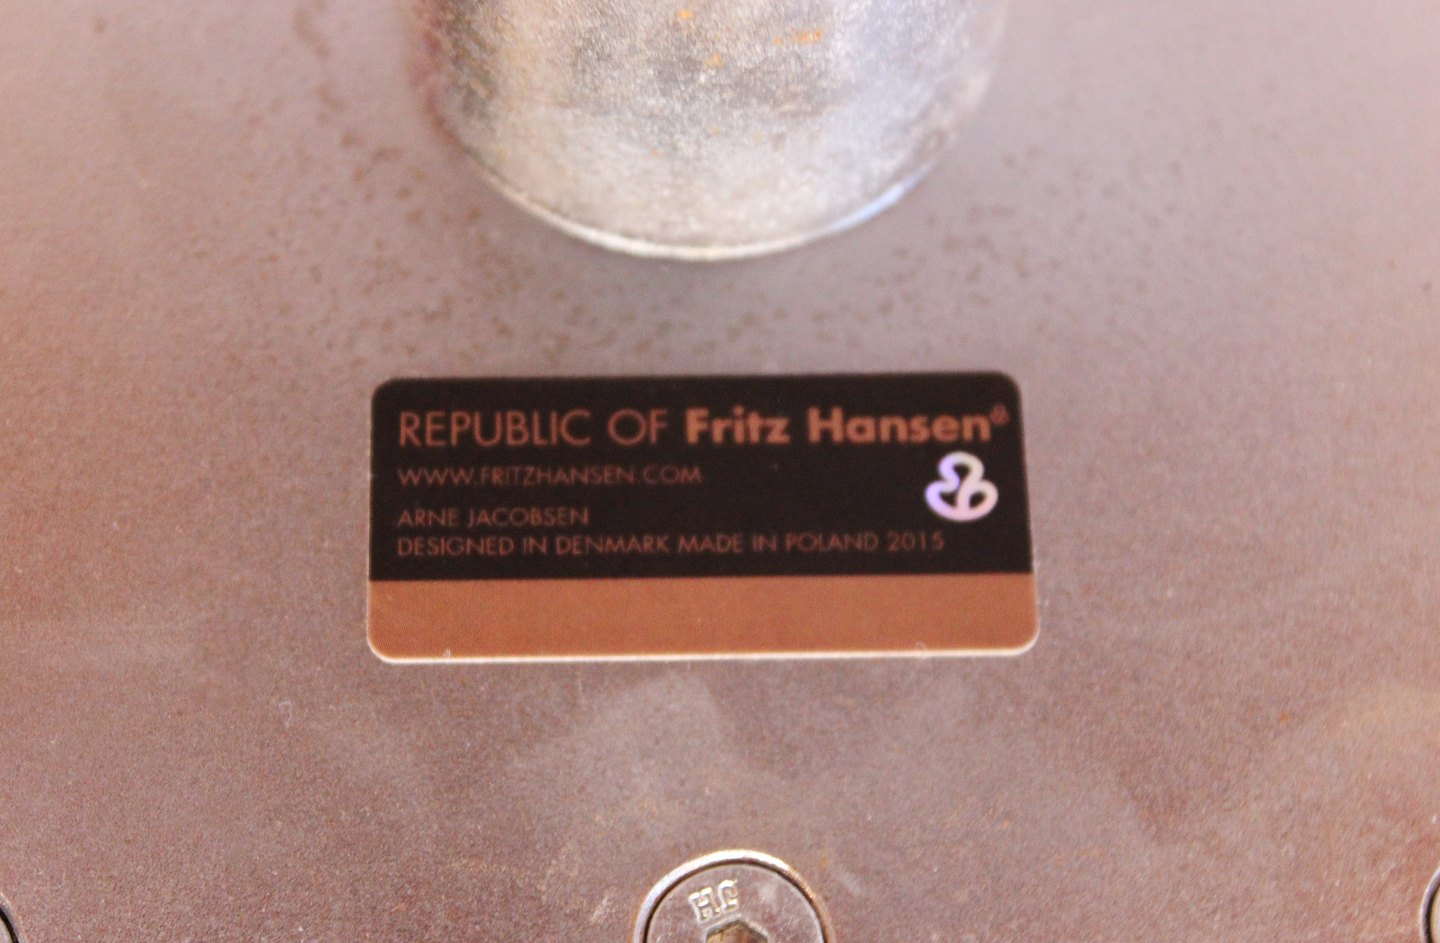 REPUBLIC OF Fritz Hansen®
WWW.FRITZHANSEN.COM
ARNE JACOBSEN
DESIGNED IN DENMARK MADE IN POLAND 2015